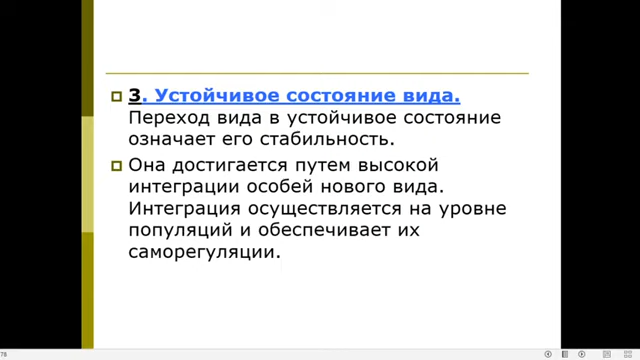 3. Устойчивое состояние вида.
Переход вида в устойчивое состояние
означает его стабильность.
Она достигается путем высокой
интеграции особей нового вида.
Интеграция осуществляется на уровне
популяций и обеспечивает их
саморегуляции.
78